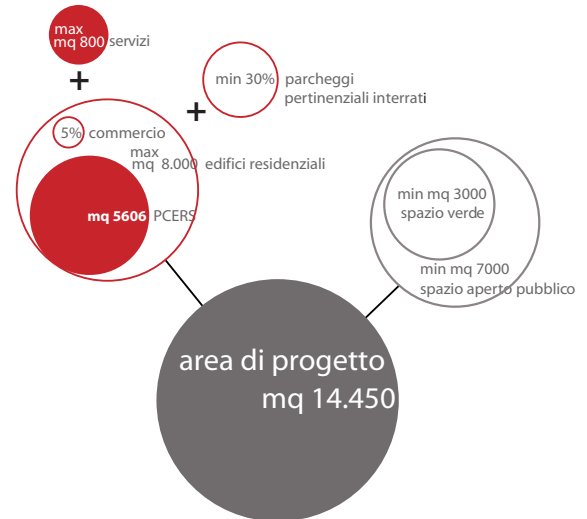 max
mq 800 servizi
+
min 30% parcheggi
pertinenziali interrati
+
5% commercio
max
mq 8.000 edifici residenziali
mq 5606 PCERS
min mq 3000
spazio verde
min mq 7000
spazio aperto pubblico
area di progetto
mq 14.450